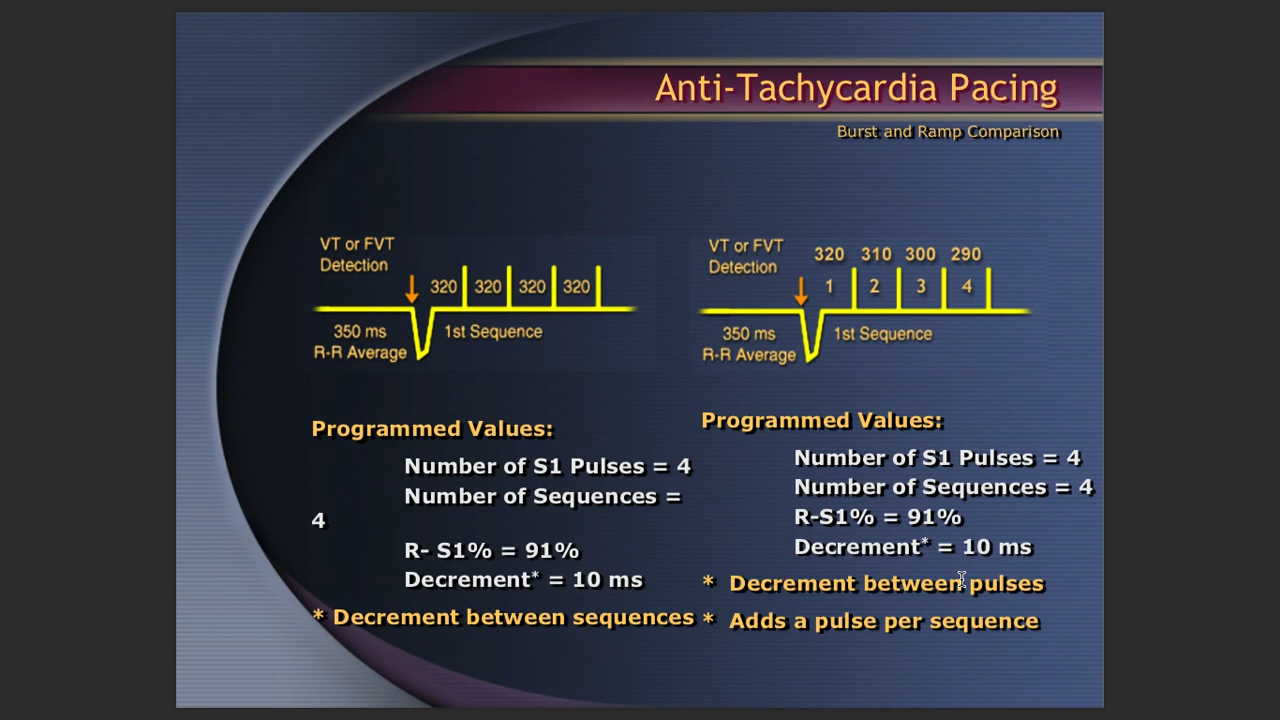 Anti-Tachycardia Pacing
Burst and Ramp Comparison
VT or FVT
Detection
320 320 320 320
350 ms
R-R Average
1st Sequence
VT or FVT
Detection
320 310 300 290
1 2 3 4
350 ms
R-R Average
1st Sequence
Programmed Values:
Number of S1 Pulses = 4
Number of Sequences =
4
R- S1% = 91%
Decrement* = 10 ms
* Decrement between sequences
Programmed Values:
Number of S1 Pulses = 4
Number of Sequences = 4
R-S1% = 91%
Decrement* = 10 ms
* Decrement between pulses
* Adds a pulse per sequence